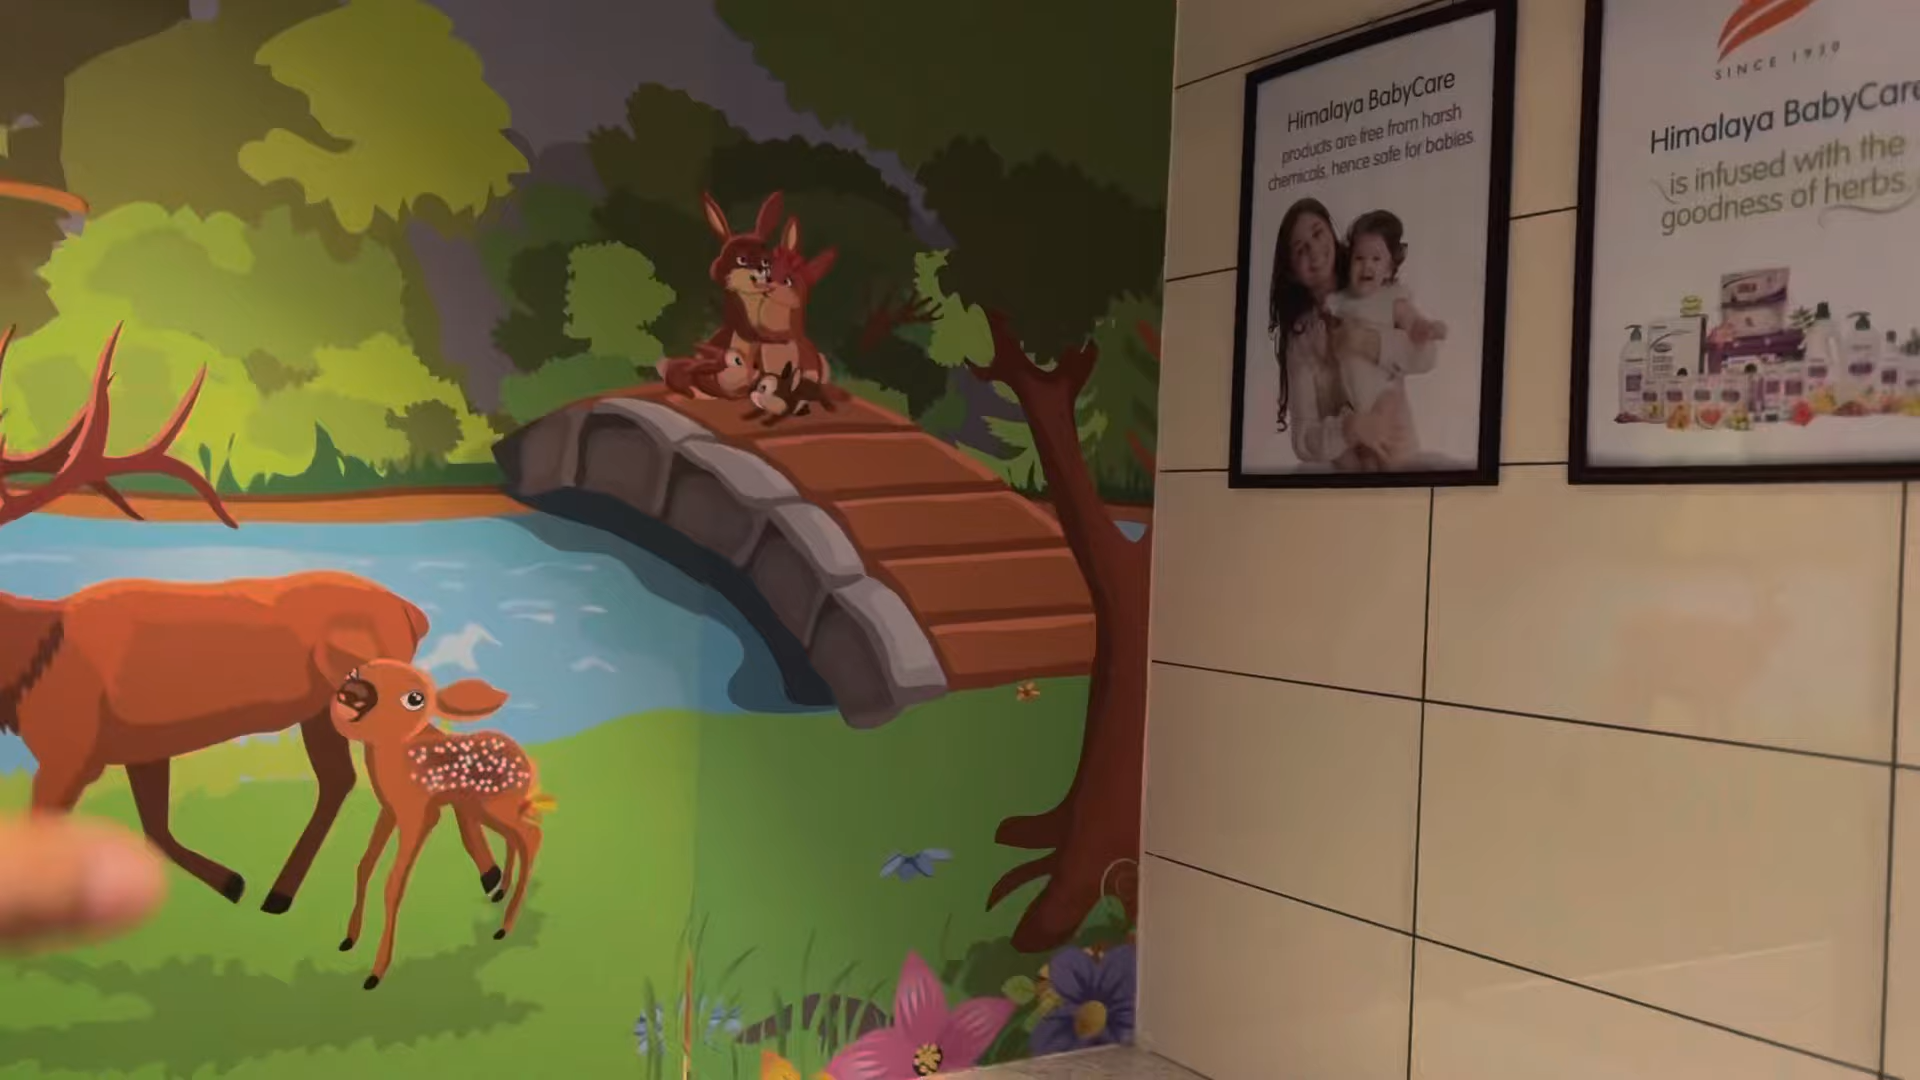 Himalaya BabyCare
products are free from harsh
chemicals, hence safe for babies
SINCE 1930
Himalaya BabyCare
is infused with the
goodness of herbs